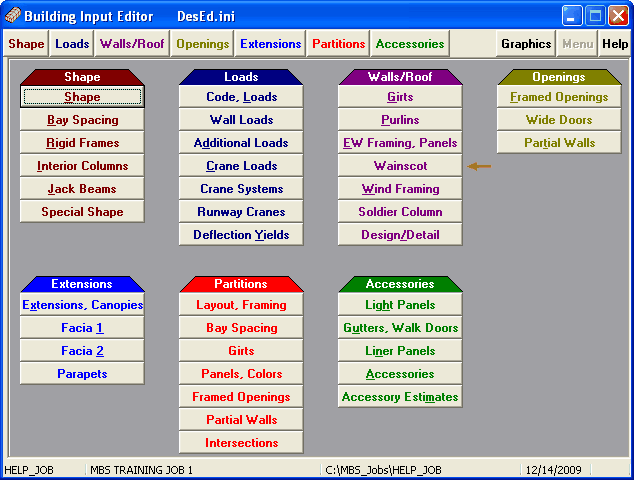 Building Input Editor DesEd.ini
Shape Loads Walls/Roof Openings Extensions Partitions Accessories Graphics Menu Help
Shape
Shape
Bay Spacing
Rigid Frames
Interior Columns
Jack Beams
Special Shape
Loads
Code, Loads
Wall Loads
Additional Loads
Crane Loads
Crane Systems
Runway Cranes
Deflection Yields
Walls/Roof
Girts
Purlins
EW Framing, Panels
Wainscot
Wind Framing
Soldier Column
Design/Detail
Openings
Framed Openings
Wide Doors
Partial Walls
Extensions
Extensions, Canopies
Facia 1
Facia 2
Parapets
Partitions
Layout, Framing
Bay Spacing
Girts
Panels, Colors
Framed Openings
Partial Walls
Intersections
Accessories
Light Panels
Gutters, Walk Doors
Liner Panels
Accessories
Accessory Estimates
HELP_JOB MBS TRAINING JOB 1 C:\MBS_Jobs\HELP_JOB 12/14/2009